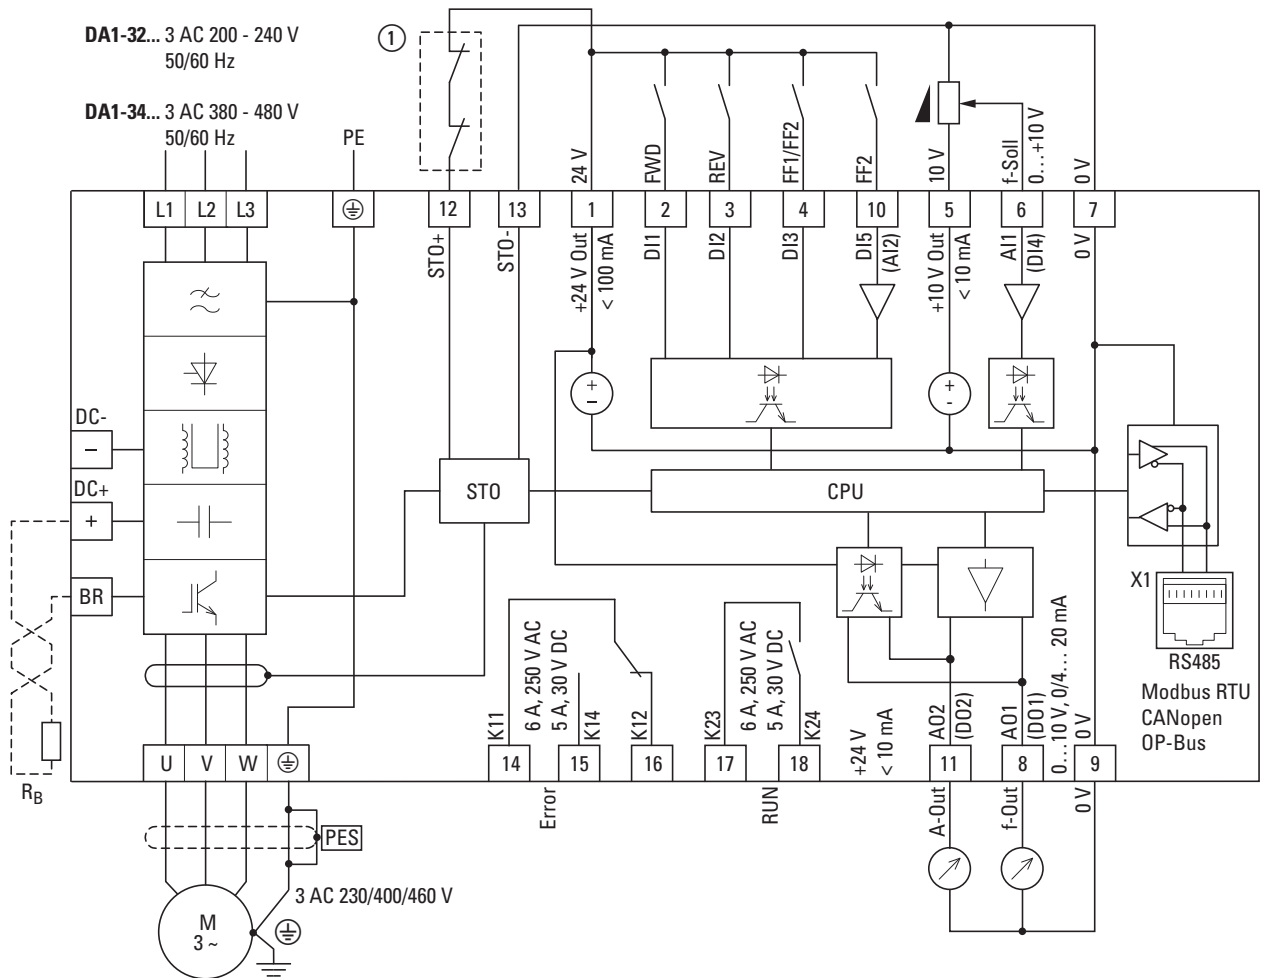 DA1-32... 3 AC 200 - 240 V
50/60 Hz
DA1-34... 3 AC 380 - 480 V
50/60 Hz
PE
1
24 V
FWD
REV
FF1/FF2
FF2
10 V
f-Soll
0…+10 V
0 V
L1
L2
L3
12
13
1
2
3
4
10
5
6
7
STO+
STO-
+24 V Out
< 100 mA
DI1
DI2
DI3
DI5
(AI2)
+10 V Out
< 10 mA
AI1
(DI4)
0 V
DC-
−
DC+
+
BR
+
−
+
-
STO
CPU
X1
RS485
Modbus RTU
CANopen
OP-Bus
K11
6 A, 250 V AC
5 A, 30 V DC
K14
K12
K23
6 A, 250 V AC
5 A, 30 V DC
K24
+24 V
< 10 mA
AO2
(DO2)
AO1
(DO1)
0…10 V, 0/4… 20 mA
0 V
U
V
W
14
15
16
17
18
11
8
9
RB
Error
RUN
A-Out
f-Out
0 V
PES
3 AC 230/400/460 V
M
3 ~